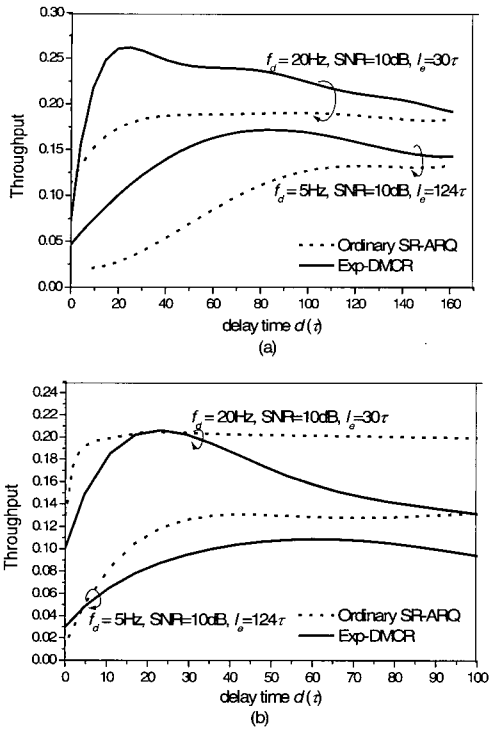 0.30
0.25
0.20
0.15
0.10
0.05
0.00
Throughput
f_d = 20Hz, SNR=10dB, l_e=30τ
f_d = 5Hz, SNR=10dB, l_e=124τ
Ordinary SR-ARQ
Exp-DMCR
0 20 40 60 80 100 120 140 160
delay time d(τ)
(a)
0.24
0.22
0.20
0.18
0.16
0.14
0.12
0.10
0.08
0.06
0.04
0.02
0.00
Throughput
f_d = 20Hz, SNR=10dB, l_e=30τ
f_d = 5Hz, SNR=10dB, l_e=124τ
Ordinary SR-ARQ
Exp-DMCR
0 10 20 30 40 50 60 70 80 90 100
delay time d(τ)
(b)